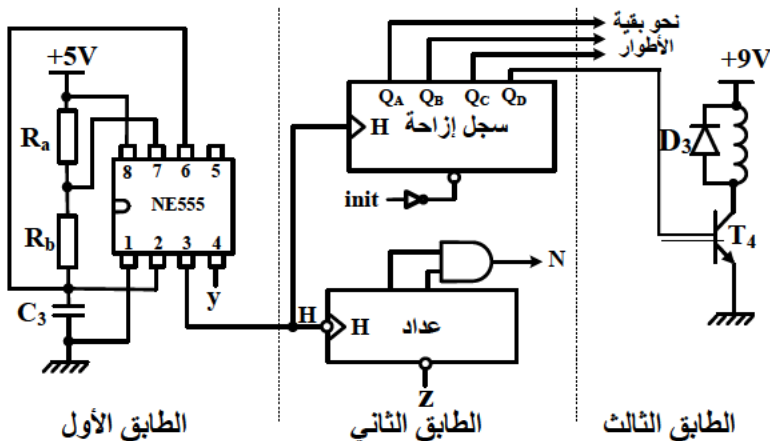 نحو بقية
الأطوار
+5V
+9V
QA QB QC QD
سجل إزاحة
H
Ra
8 7 6 5
NE555
D3
init
Rb
1 2 3 4
T4
N
y
C3
H H
عداد
z
الطابق الأول
الطابق الثاني
الطابق الثالث